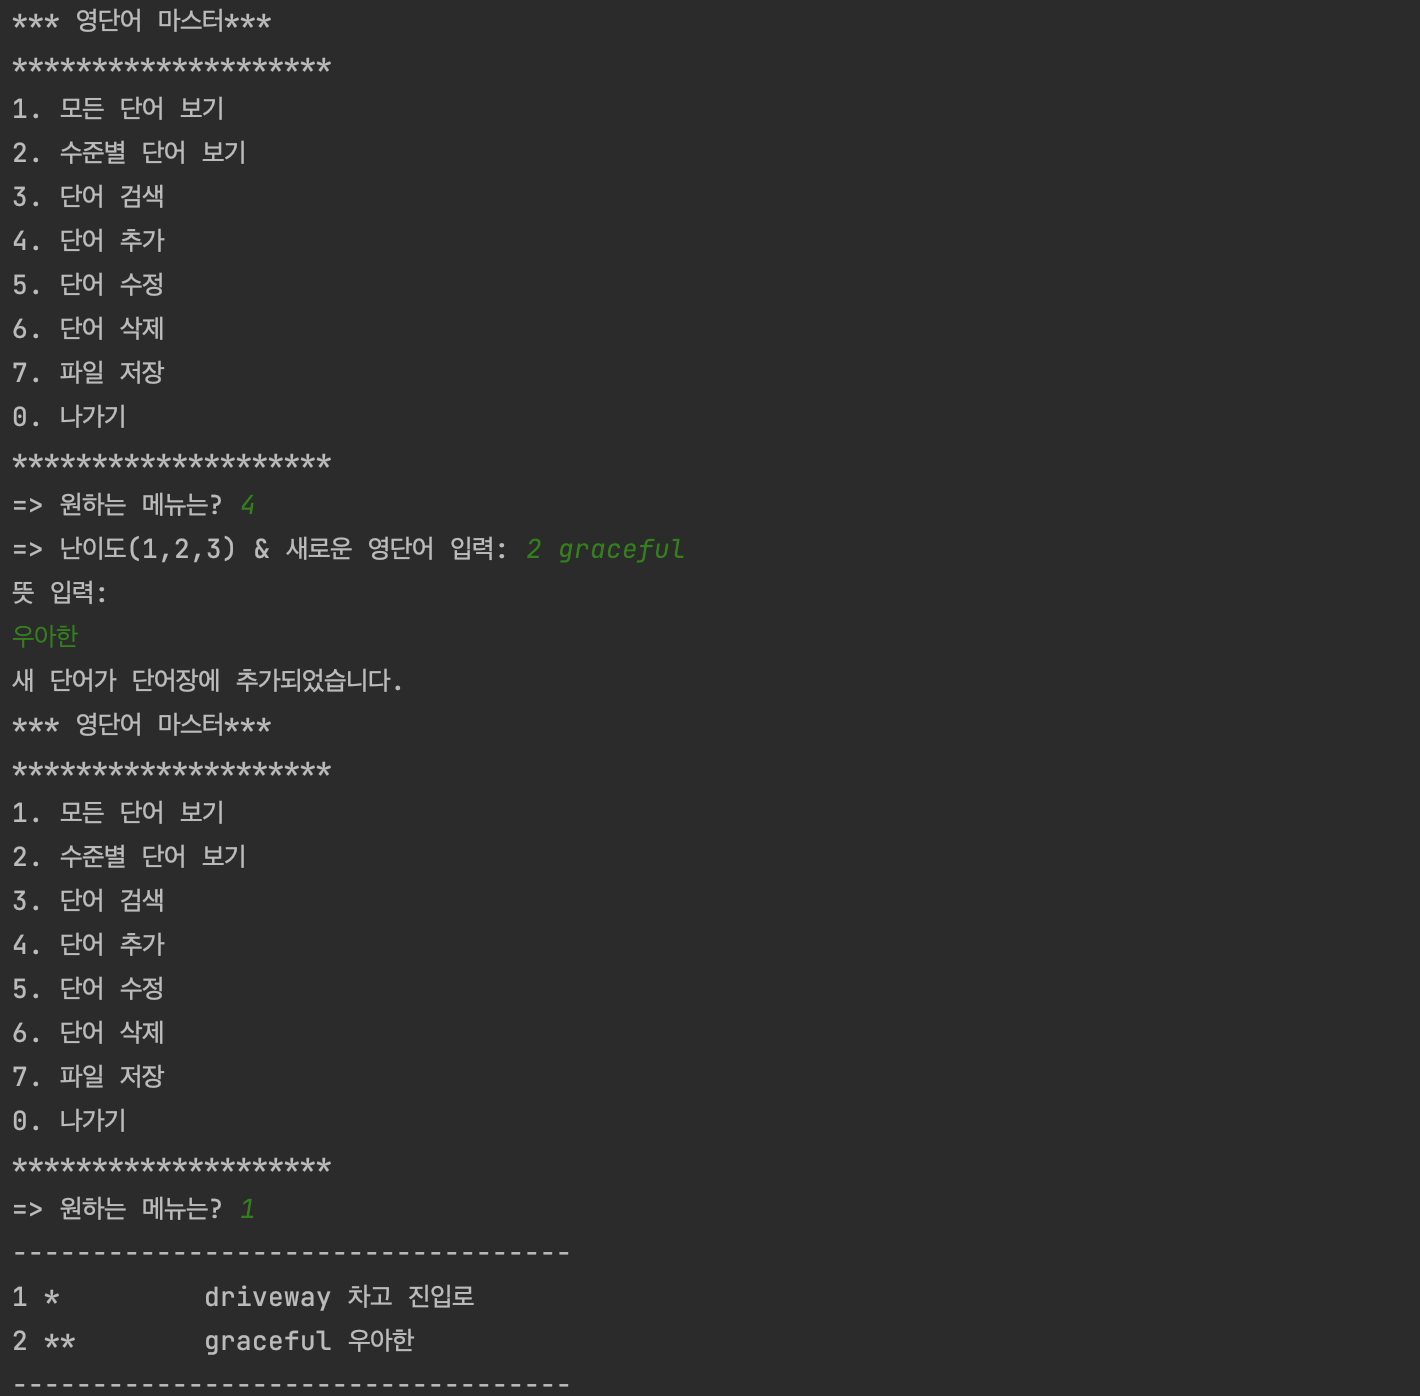 *** 영단어 마스터***
********************
1. 모든 단어 보기
2. 수준별 단어 보기
3. 단어 검색
4. 단어 추가
5. 단어 수정
6. 단어 삭제
7. 파일 저장
0. 나가기
********************
=> 원하는 메뉴는? 4
=> 난이도(1,2,3) & 새로운 영단어 입력: 2 graceful
뜻 입력:
우아한
새 단어가 단어장에 추가되었습니다.
*** 영단어 마스터***
********************
1. 모든 단어 보기
2. 수준별 단어 보기
3. 단어 검색
4. 단어 추가
5. 단어 수정
6. 단어 삭제
7. 파일 저장
0. 나가기
********************
=> 원하는 메뉴는? 1
-----------------------------------
1 *         driveway 차고 진입로
2 **        graceful 우아한
-----------------------------------